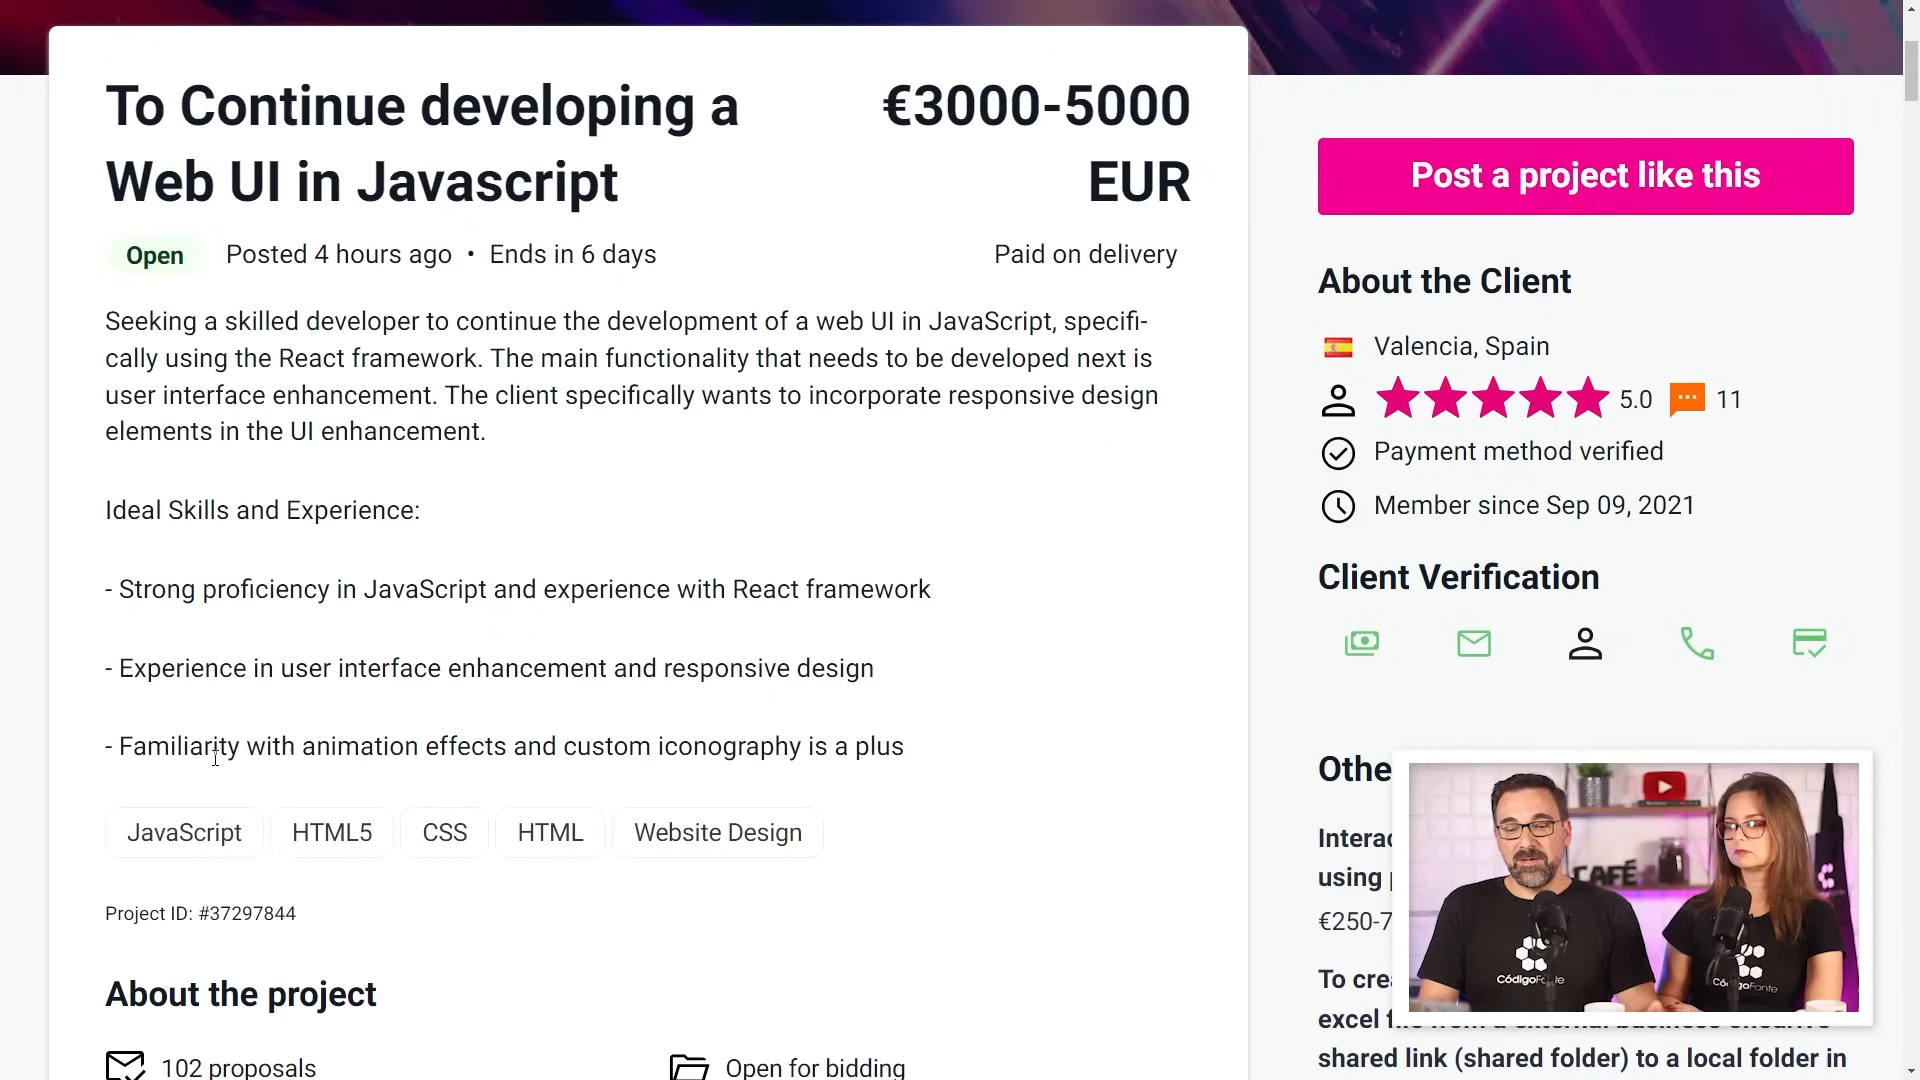 To Continue developing a
Web UI in Javascript
€3000-5000
EUR
Open
Posted 4 hours ago • Ends in 6 days
Paid on delivery
Seeking a skilled developer to continue the development of a web UI in JavaScript, specifi-
cally using the React framework. The main functionality that needs to be developed next is
user interface enhancement. The client specifically wants to incorporate responsive design
elements in the UI enhancement.
Ideal Skills and Experience:
- Strong proficiency in JavaScript and experience with React framework
- Experience in user interface enhancement and responsive design
- Familiarity with animation effects and custom iconography is a plus
JavaScript
HTML5
CSS
HTML
Website Design
Project ID: #37297844
About the project
102 proposals
Open for bidding
Post a project like this
About the Client
Valencia, Spain
5.0
11
Payment method verified
Member since Sep 09, 2021
Client Verification
Othe
Interac
using
€250-7
To crea
excel
shared link (shared folder) to a local folder in
CAFÉ
CódigoFonte